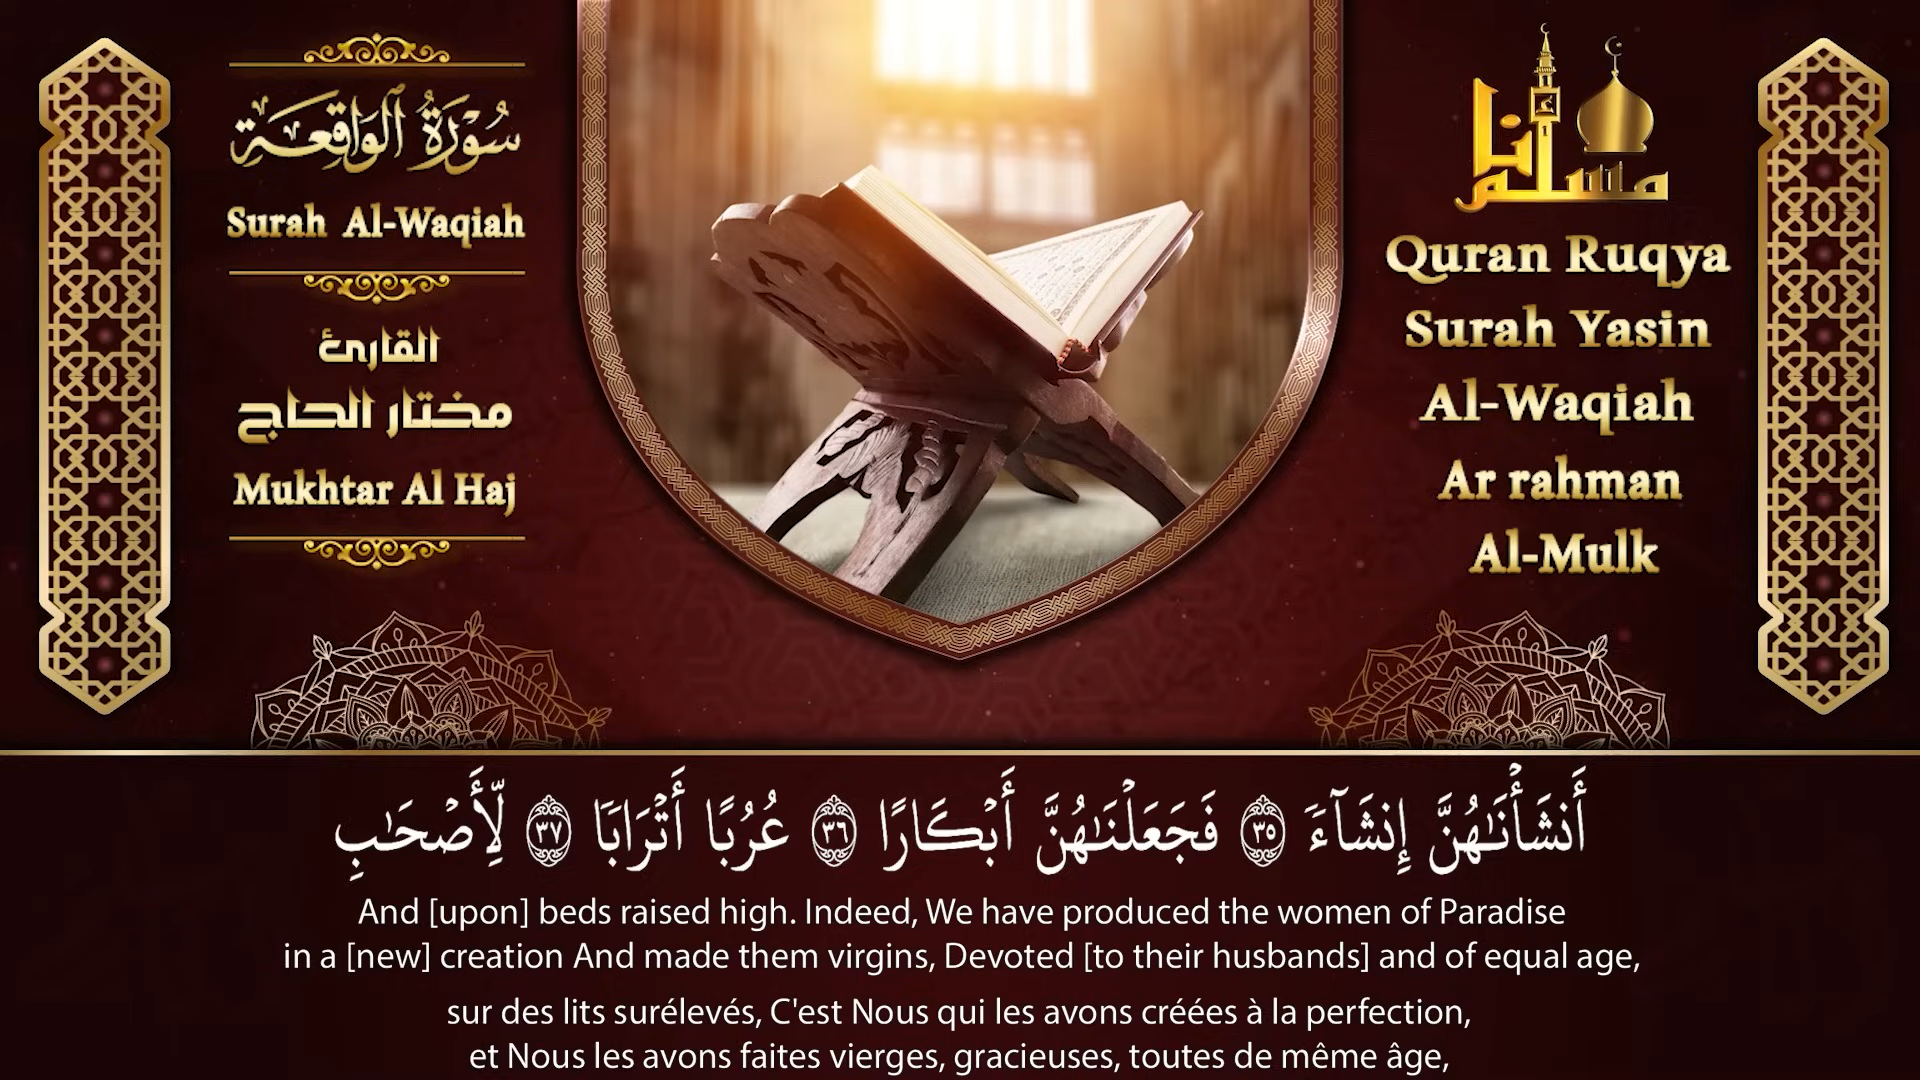 سُورَةُ الوَاقِعَة
Surah Al-Waqiah
القارئ
مختار الحاج
Mukhtar Al Haj
أنا مسلم
Quran Ruqya
Surah Yasin
Al-Waqiah
Ar rahman
Al-Mulk
أَنشَأْنَٰهُنَّ إِنشَآءً ٣٥ فَجَعَلْنَٰهُنَّ أَبْكَارًا ٣٦ عُرُبًا أَتْرَابًا ٣٧ لِّأَصْحَٰبِ
And [upon] beds raised high. Indeed, We have produced the women of Paradise
in a [new] creation And made them virgins, Devoted [to their husbands] and of equal age,
sur des lits surélevés, C'est Nous qui les avons créées à la perfection,
et Nous les avons faites vierges, gracieuses, toutes de même âge,